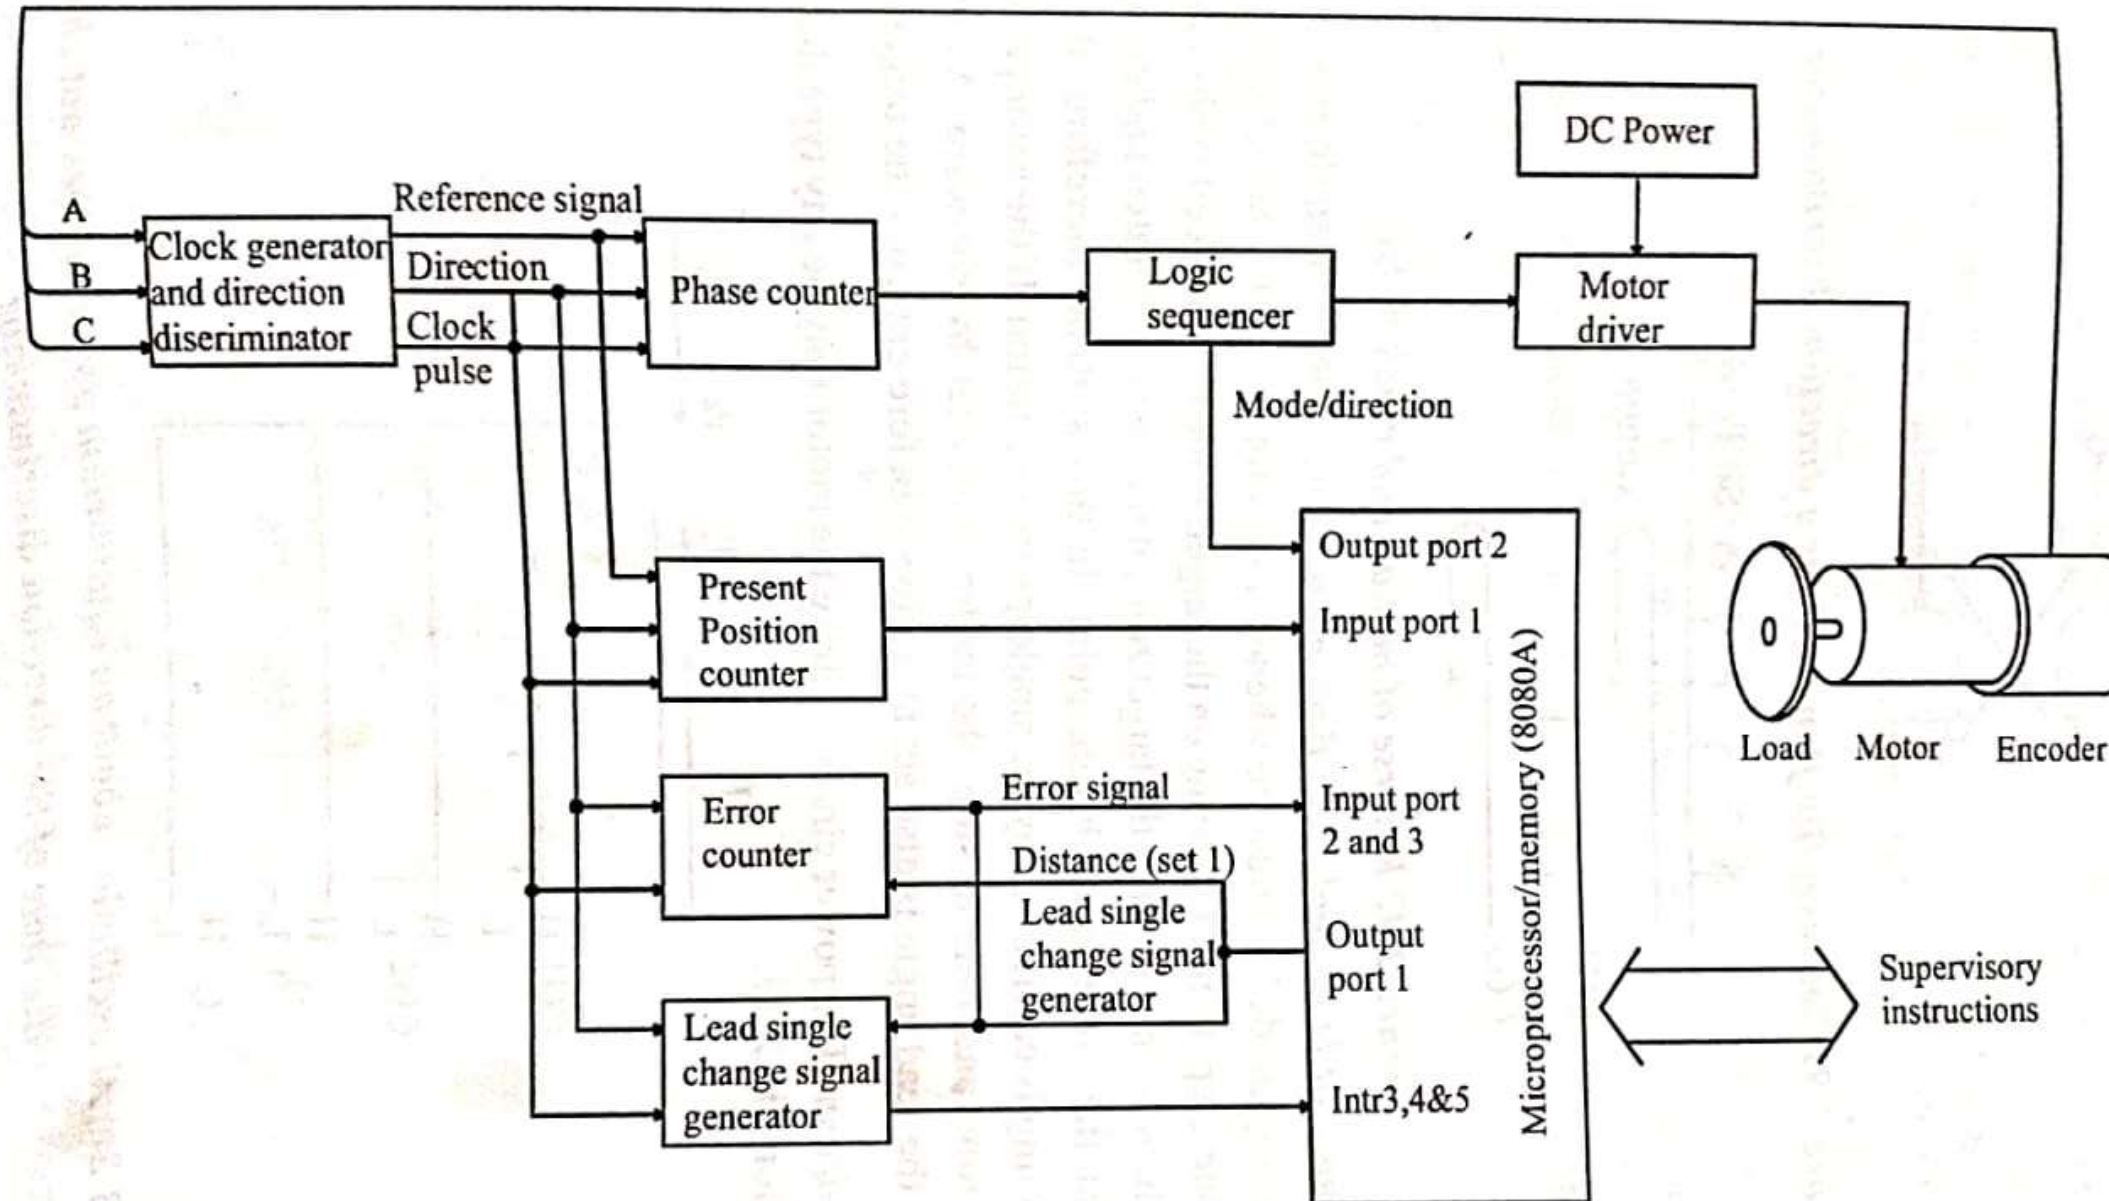 DC Power
A
B
C
Clock generator
and direction
diseriminator
Reference signal
Direction
Clock
pulse
Phase counter
Logic
sequencer
Motor
driver
Mode/direction
Present
Position
counter
Error
counter
Lead single
change signal
generator
Error signal
Distance (set 1)
Lead single
change signal
generator
Output port 2
Input port 1
Input port
2 and 3
Output
port 1
Intr3,4&5
Microprocessor/memory (8080A)
Load
Motor
Encoder
Supervisory
instructions